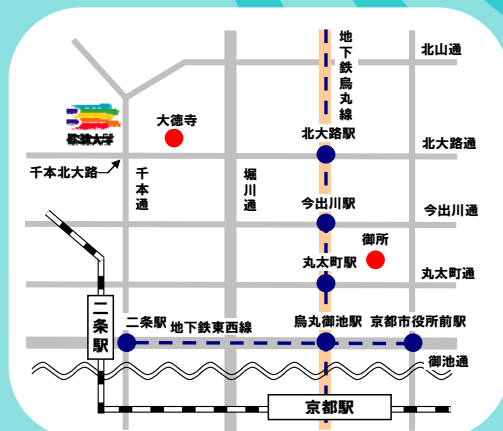 地下鉄烏丸線
北山通
大徳寺
北大路駅
北大路通
千本北大路
千本通
堀川通
今出川駅
今出川通
御所
丸太町駅
丸太町通
二条駅
二条駅
地下鉄東西線
烏丸御池駅
京都市役所前駅
御池通
京都駅